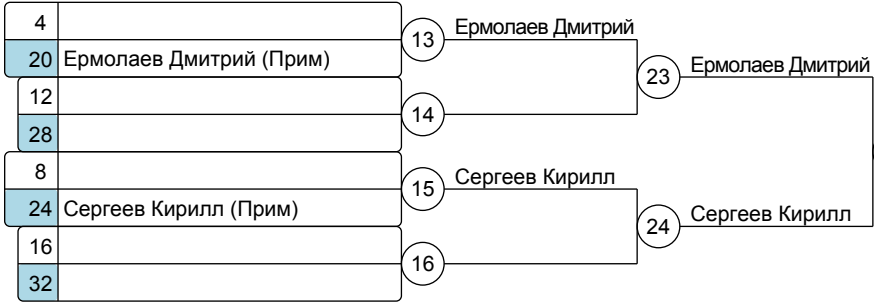 4
20 Ермолаев Дмитрий (Прим)
13 Ермолаев Дмитрий
12
28
14
23 Ермолаев Дмитрий
8
24 Сергеев Кирилл (Прим)
15 Сергеев Кирилл
16
32
16
24 Сергеев Кирилл